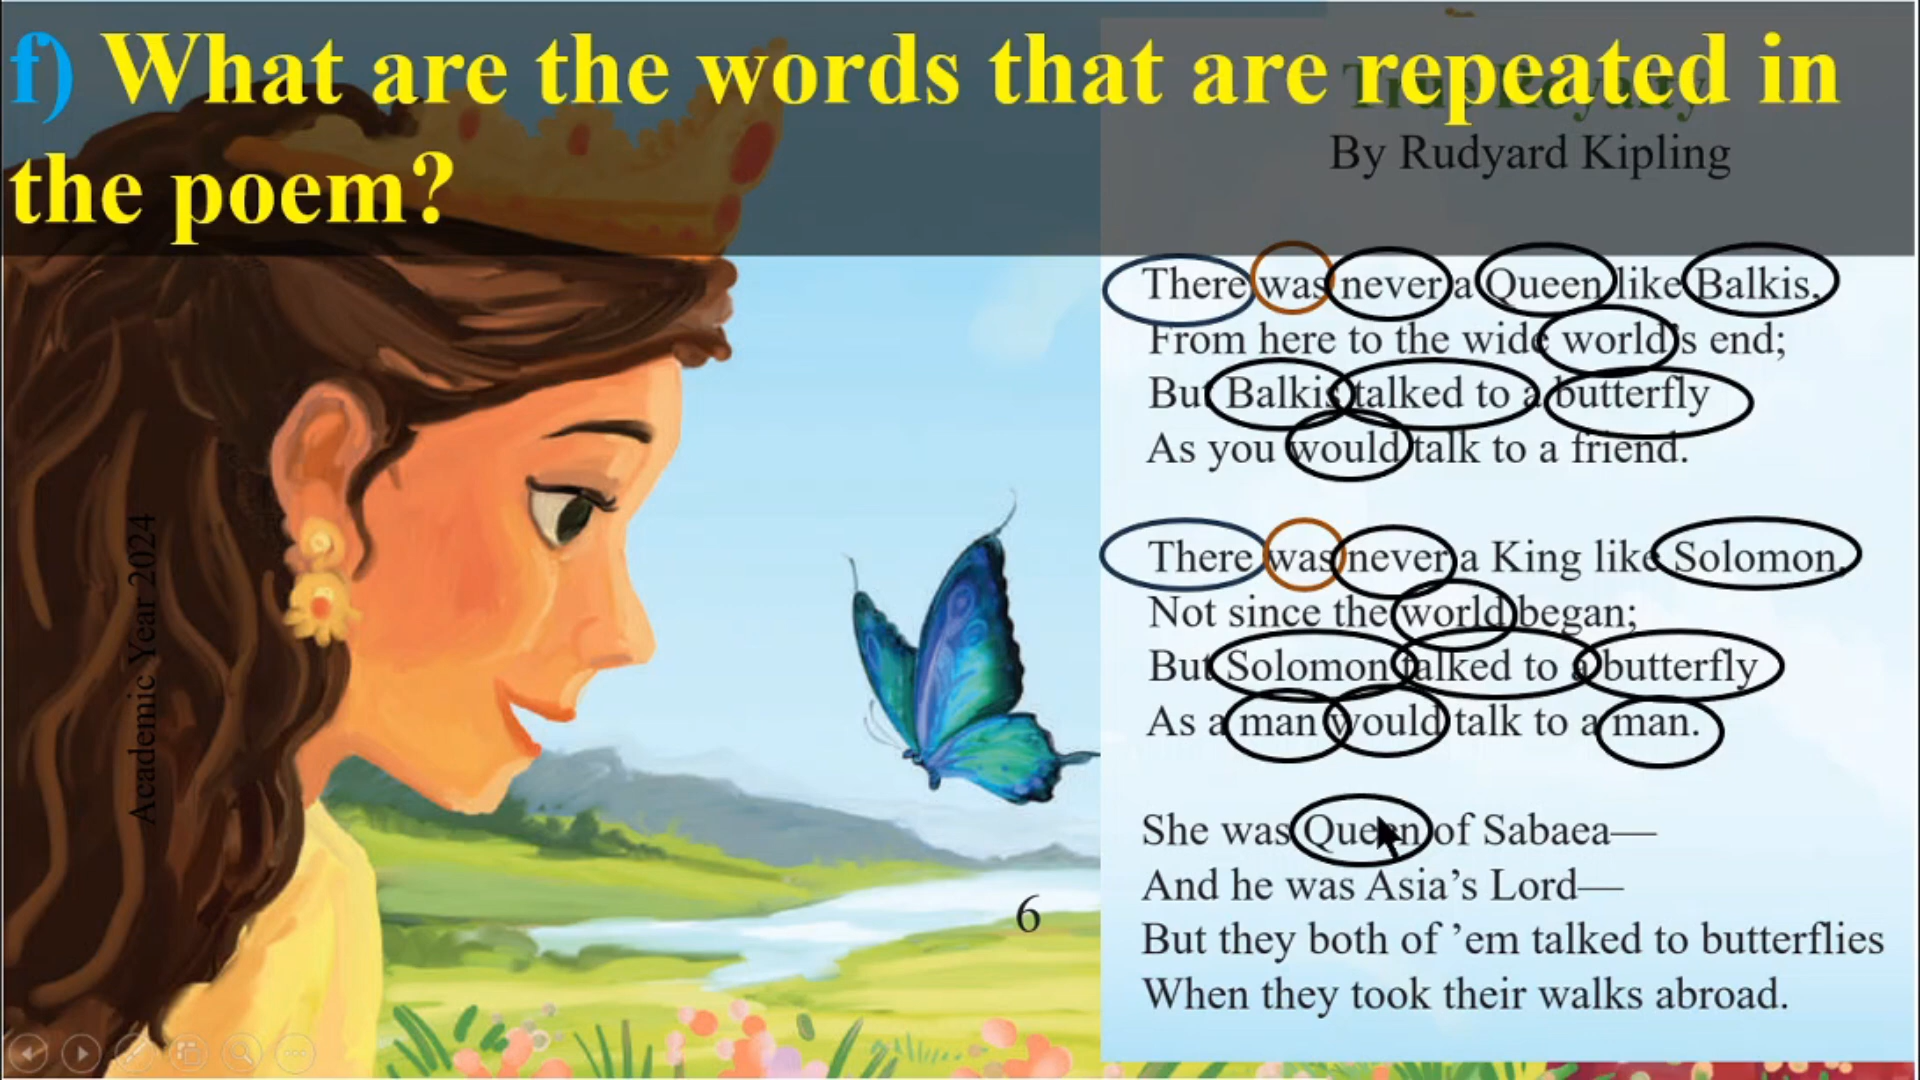 f) What are the words that are repeated in
the poem?
True Royalty
By Rudyard Kipling
There was never a Queen like Balkis,
From here to the wide world's end;
But Balkis talked to a butterfly
As you would talk to a friend.
There was never a King like Solomon,
Not since the world began;
But Solomon talked to a butterfly
As a man would talk to a man.
She was Queen of Sabaea—
And he was Asia's Lord—
But they both of 'em talked to butterflies
When they took their walks abroad.
6
Academic Year 2024